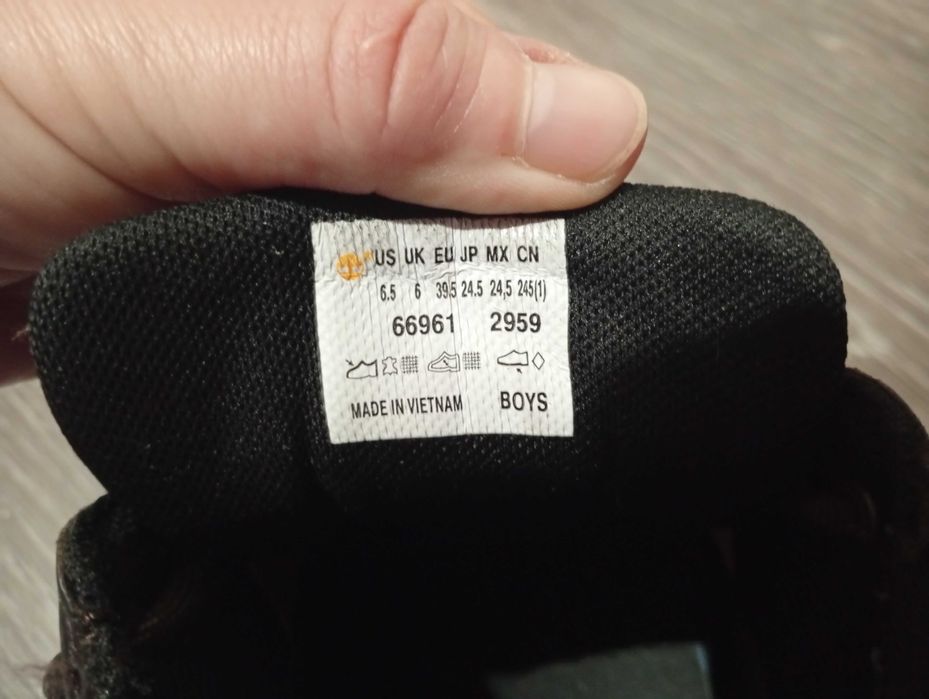 US UK EU JP MX CN
6.5 6 39.5 24.5 24,5 245(1)
66961 2959
MADE IN VIETNAM BOYS